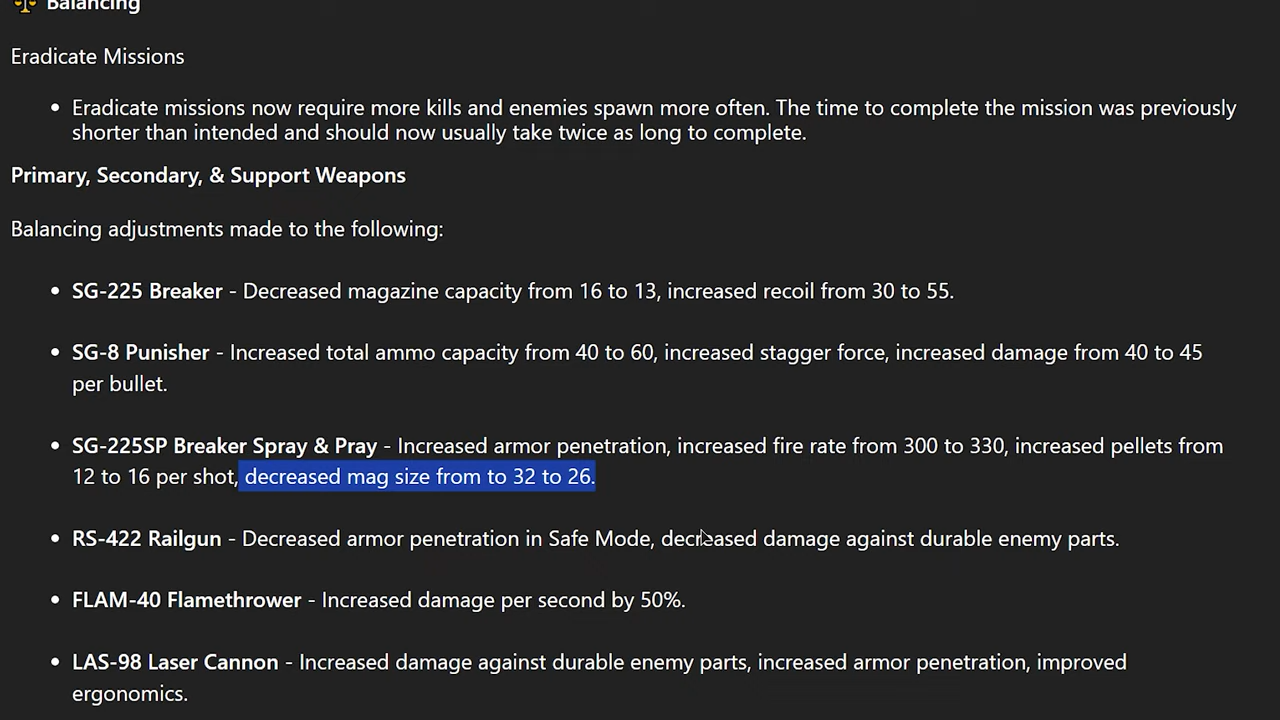 Balancing
Eradicate Missions
• Eradicate missions now require more kills and enemies spawn more often. The time to complete the mission was previously
shorter than intended and should now usually take twice as long to complete.
Primary, Secondary, & Support Weapons
Balancing adjustments made to the following:
• SG-225 Breaker - Decreased magazine capacity from 16 to 13, increased recoil from 30 to 55.
• SG-8 Punisher - Increased total ammo capacity from 40 to 60, increased stagger force, increased damage from 40 to 45
per bullet.
• SG-225SP Breaker Spray & Pray - Increased armor penetration, increased fire rate from 300 to 330, increased pellets from
12 to 16 per shot, decreased mag size from to 32 to 26.
• RS-422 Railgun - Decreased armor penetration in Safe Mode, decreased damage against durable enemy parts.
• FLAM-40 Flamethrower - Increased damage per second by 50%.
• LAS-98 Laser Cannon - Increased damage against durable enemy parts, increased armor penetration, improved
ergonomics.